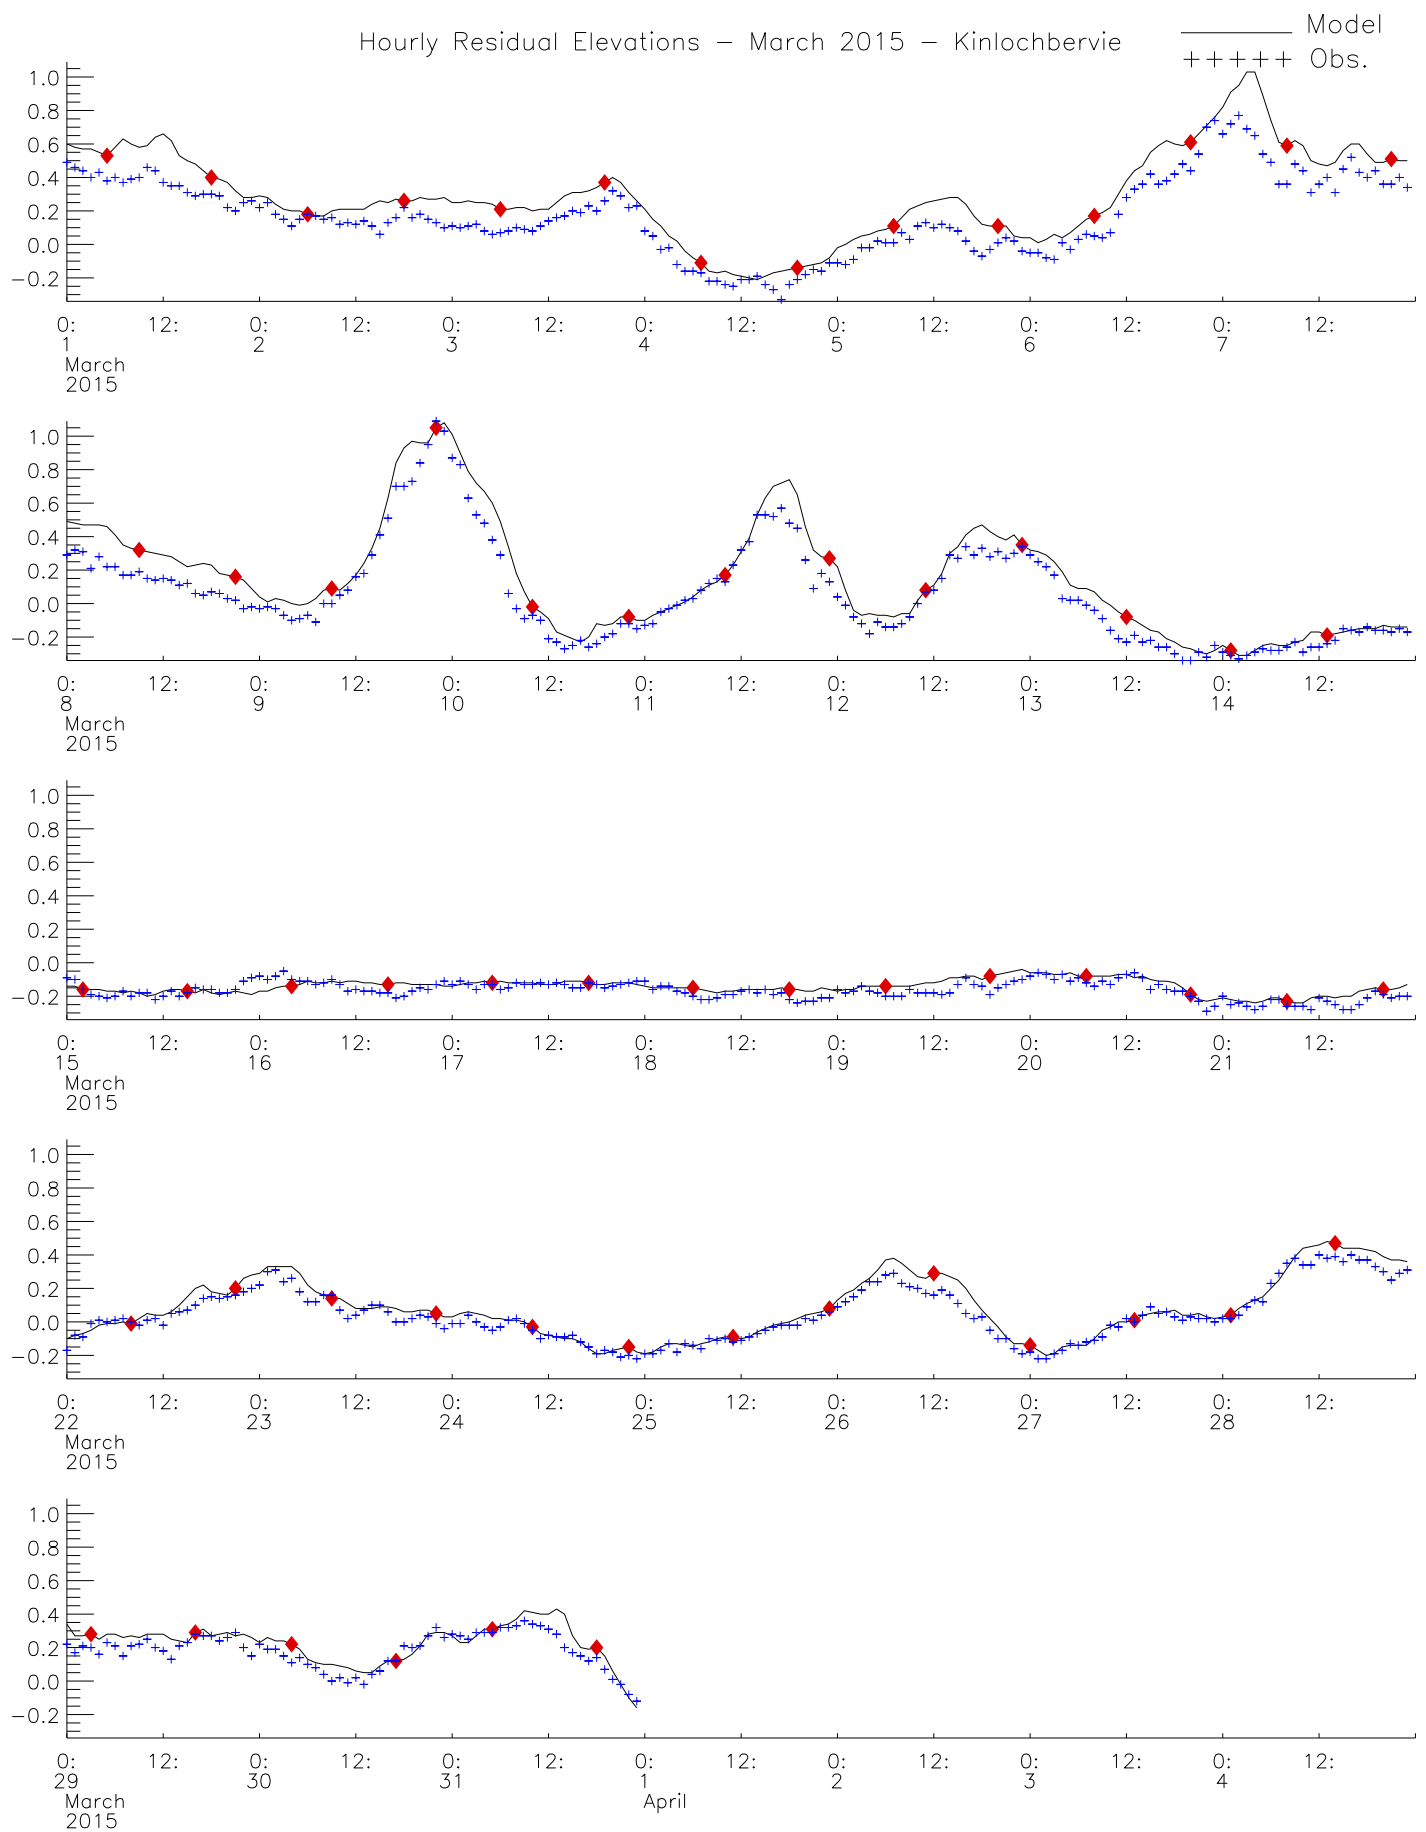 Hourly Residual Elevations – March 2015 – Kinlochbervie
Model
+++++ Obs.
1.0
0.8
0.6
0.4
0.2
0.0
−0.2
0: 12: 0: 12: 0: 12: 0: 12: 0: 12: 0: 12: 0: 12:
1 2 3 4 5 6 7
March
2015
1.0
0.8
0.6
0.4
0.2
0.0
−0.2
0: 12: 0: 12: 0: 12: 0: 12: 0: 12: 0: 12: 0: 12:
8 9 10 11 12 13 14
March
2015
1.0
0.8
0.6
0.4
0.2
0.0
−0.2
0: 12: 0: 12: 0: 12: 0: 12: 0: 12: 0: 12: 0: 12:
15 16 17 18 19 20 21
March
2015
1.0
0.8
0.6
0.4
0.2
0.0
−0.2
0: 12: 0: 12: 0: 12: 0: 12: 0: 12: 0: 12: 0: 12:
22 23 24 25 26 27 28
March
2015
1.0
0.8
0.6
0.4
0.2
0.0
−0.2
0: 12: 0: 12: 0: 12: 0: 12: 0: 12: 0: 12: 0: 12:
29 30 31 1 2 3 4
March April
2015